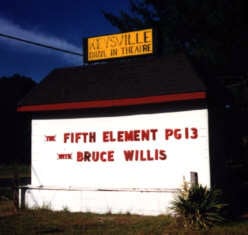 KEYSVILLE
DRIVE IN THEATRE
THE FIFTH ELEMENT PG13
WITH BRUCE WILLIS